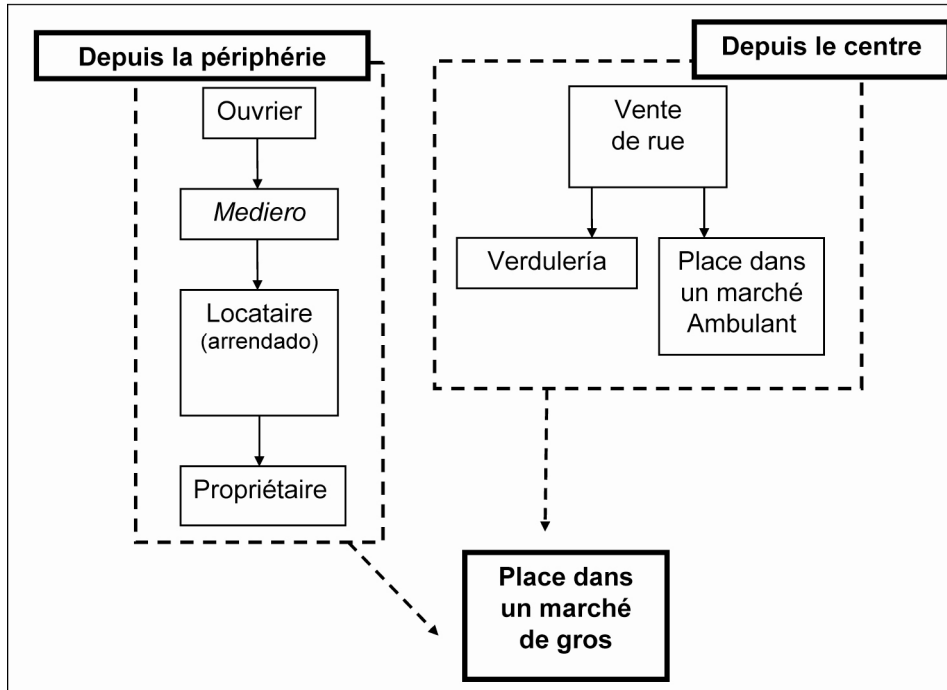 Depuis la périphérie
Ouvrier
Mediero
Locataire
(arrendado)
Propriétaire
Depuis le centre
Vente
de rue
Verdulería
Place dans
un marché
Ambulant
Place dans
un marché
de gros